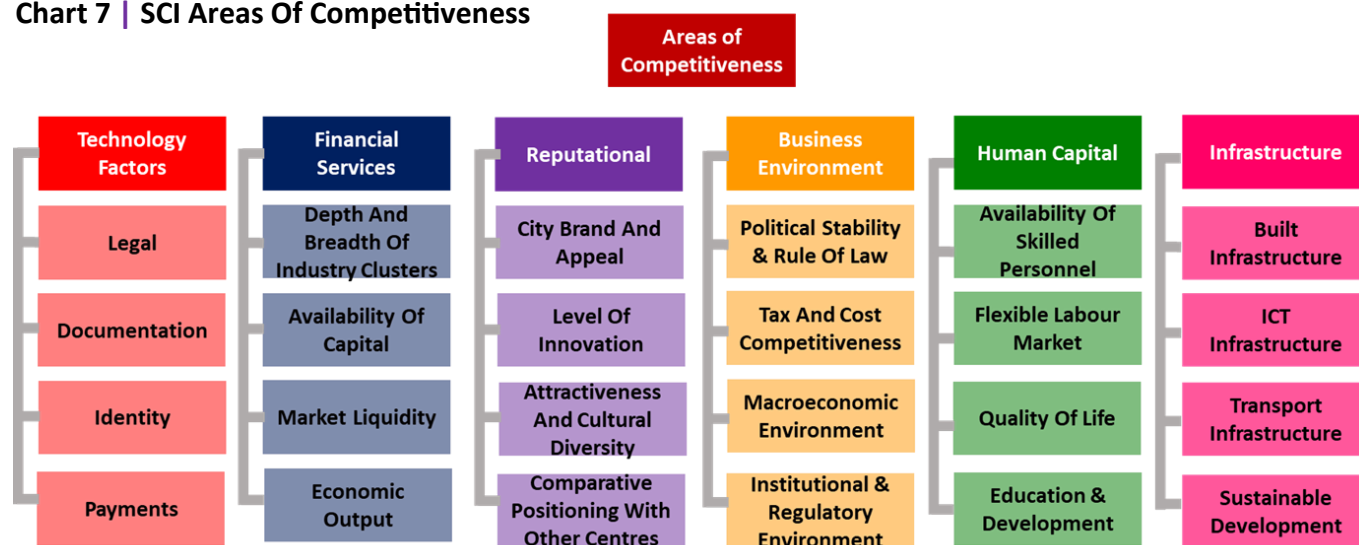 Chart 7 | SCI Areas Of Competitiveness
Areas of
Competitiveness
Technology
Factors
Legal
Documentation
Identity
Payments
Financial
Services
Depth And
Breadth Of
Industry Clusters
Availability Of
Capital
Market Liquidity
Economic
Output
Reputational
City Brand And
Appeal
Level Of
Innovation
Attractiveness
And Cultural
Diversity
Comparative
Positioning With
Other Centres
Business
Environment
Political Stability
& Rule Of Law
Tax And Cost
Competitiveness
Macroeconomic
Environment
Institutional &
Regulatory
Environment
Human Capital
Availability Of
Skilled
Personnel
Flexible Labour
Market
Quality Of Life
Education &
Development
Infrastructure
Built
Infrastructure
ICT
Infrastructure
Transport
Infrastructure
Sustainable
Development